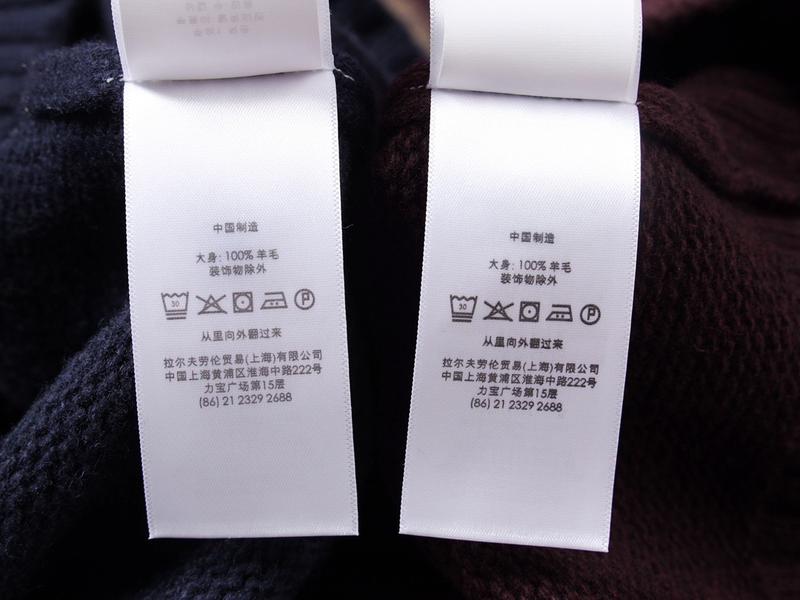 中国制造
大身: 100% 羊毛
装饰物除外
30 P
从里向外翻过来
拉尔夫劳伦贸易(上海)有限公司
中国上海黄浦区淮海中路222号
力宝广场第15层
(86) 21 2329 2688
中国制造
大身: 100% 羊毛
装饰物除外
30 P
从里向外翻过来
拉尔夫劳伦贸易(上海)有限公司
中国上海黄浦区淮海中路222号
力宝广场第15层
(86) 21 2329 2688